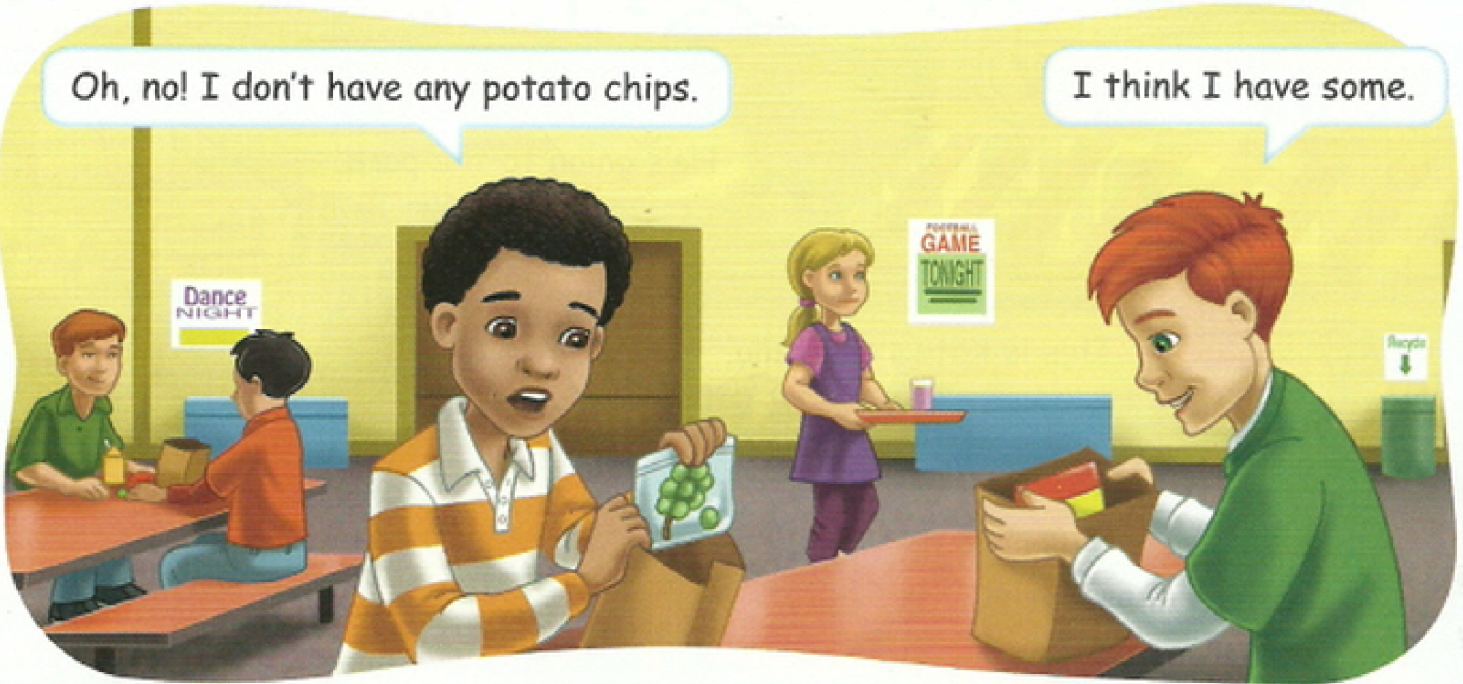 Oh, no! I don't have any potato chips.
I think I have some.
Dance
NIGHT
FOOTBALL
GAME
TONIGHT
Recycle